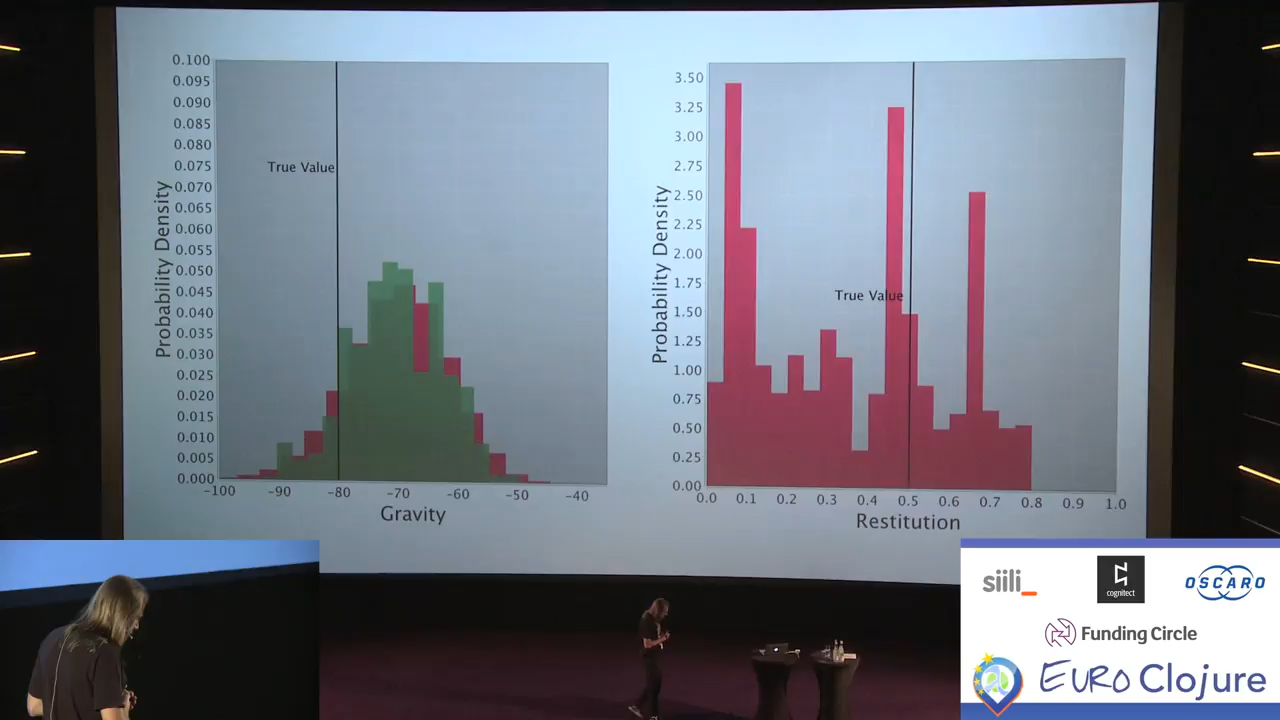 0.100
0.095
0.090
0.085
0.080
0.075
0.070
0.065
0.060
0.055
0.050
0.045
0.040
0.035
0.030
0.025
0.020
0.015
0.010
0.005
0.000
Probability Density
True Value
-100 -90 -80 -70 -60 -50 -40
Gravity
3.50
3.25
3.00
2.75
2.50
2.25
2.00
1.75
1.50
1.25
1.00
0.75
0.50
0.25
0.00
Probability Density
True Value
0.0 0.1 0.2 0.3 0.4 0.5 0.6 0.7 0.8 0.9 1.0
Restitution
siili_
cognitect
OSCARO
Funding Circle
EURO Clojure